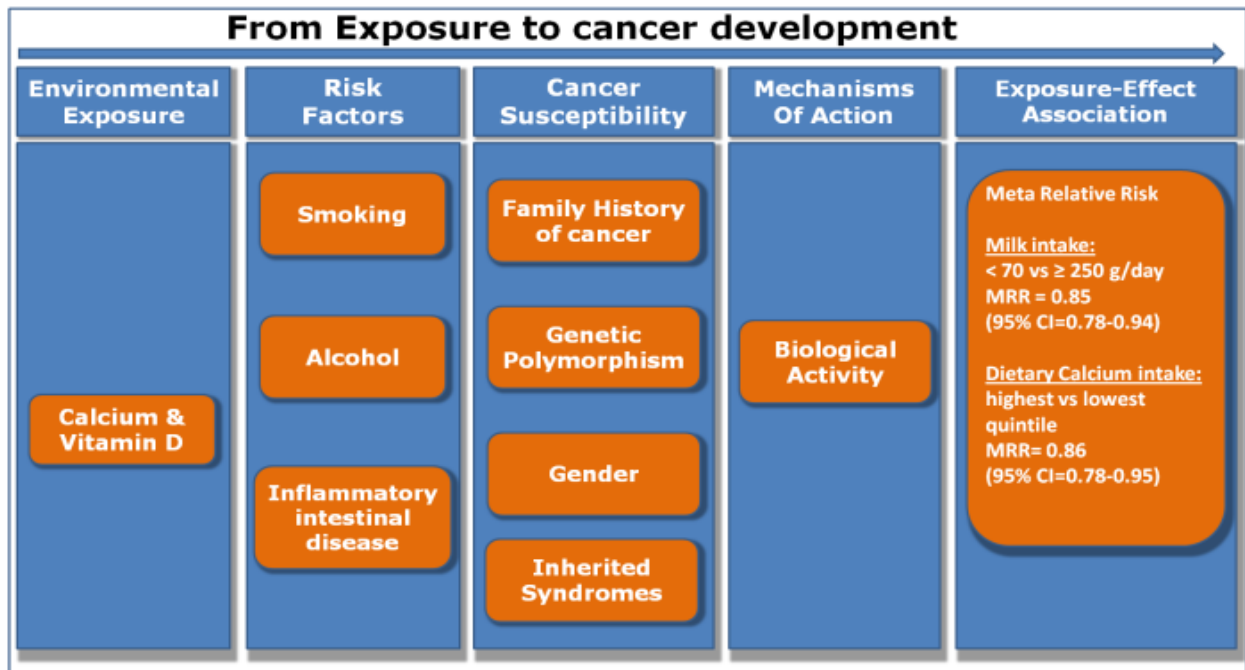 From Exposure to cancer development
Environmental
Exposure
Risk
Factors
Cancer
Susceptibility
Mechanisms
Of Action
Exposure-Effect
Association
Calcium &
Vitamin D
Smoking
Alcohol
Inflammatory
intestinal
disease
Family History
of cancer
Genetic
Polymorphism
Gender
Inherited
Syndromes
Biological
Activity
Meta Relative Risk
Milk intake:
< 70 vs ≥ 250 g/day
MRR = 0.85
(95% CI=0.78-0.94)
Dietary Calcium intake:
highest vs lowest
quintile
MRR= 0.86
(95% CI=0.78-0.95)